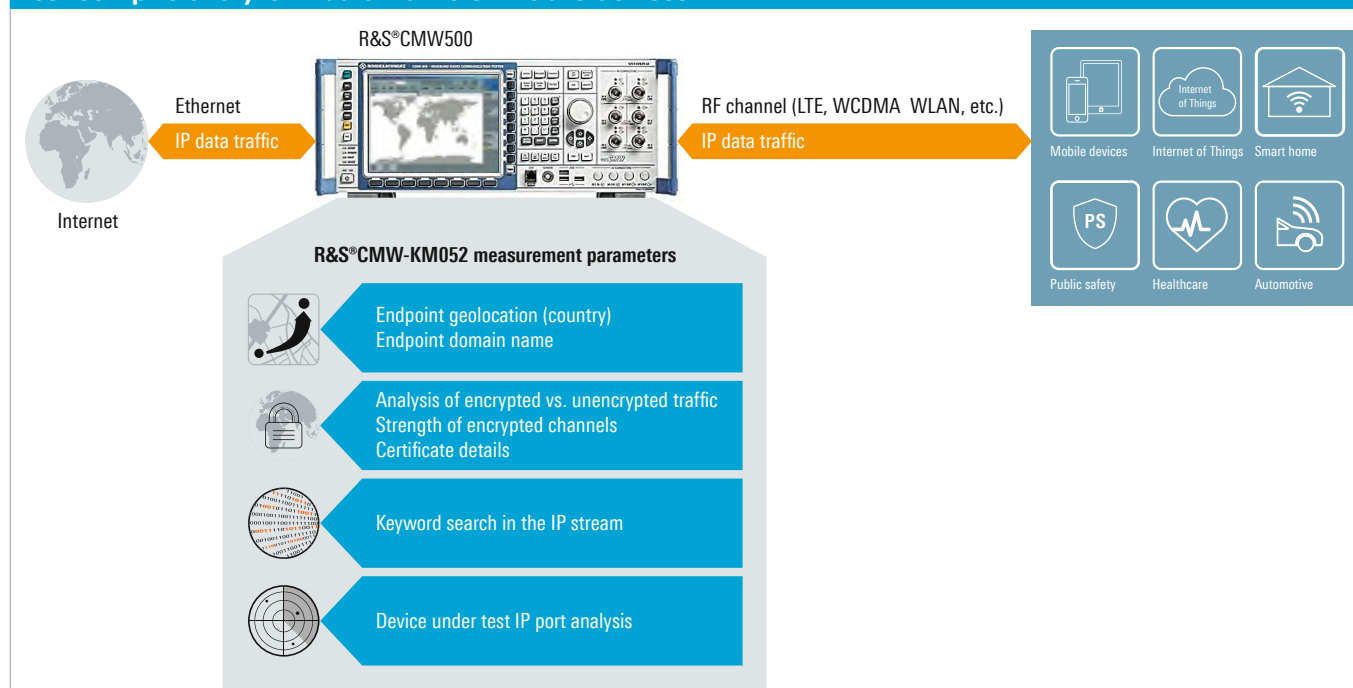 R&S®CMW500
Ethernet
IP data traffic
Internet
RF channel (LTE, WCDMA WLAN, etc.)
IP data traffic
Internet
of Things
Mobile devices
Internet of Things
Smart home
PS
Public safety
Healthcare
Automotive
R&S®CMW-KM052 measurement parameters
Endpoint geolocation (country)
Endpoint domain name
Analysis of encrypted vs. unencrypted traffic
Strength of encrypted channels
Certificate details
Keyword search in the IP stream
Device under test IP port analysis